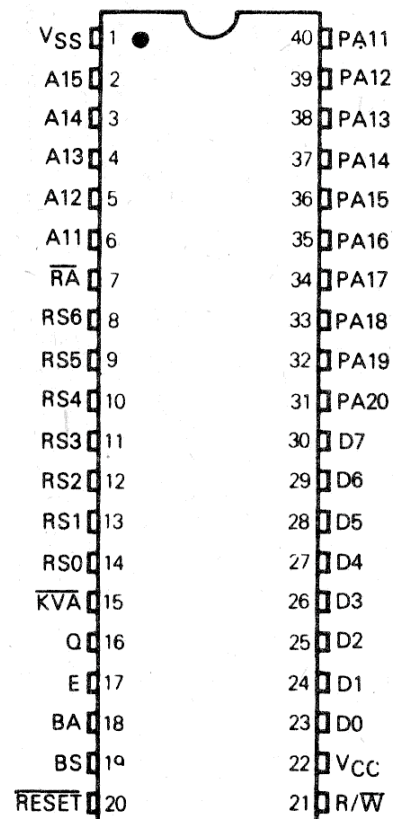 VSS 1 40 PA11
A15 2 39 PA12
A14 3 38 PA13
A13 4 37 PA14
A12 5 36 PA15
A11 6 35 PA16
R̅A̅ 7 34 PA17
RS6 8 33 PA18
RS5 9 32 PA19
RS4 10 31 PA20
RS3 11 30 D7
RS2 12 29 D6
RS1 13 28 D5
RS0 14 27 D4
K̅V̅A̅ 15 26 D3
Q 16 25 D2
E 17 24 D1
BA 18 23 D0
BS 19 22 VCC
R̅E̅S̅E̅T̅ 20 21 R/W̅